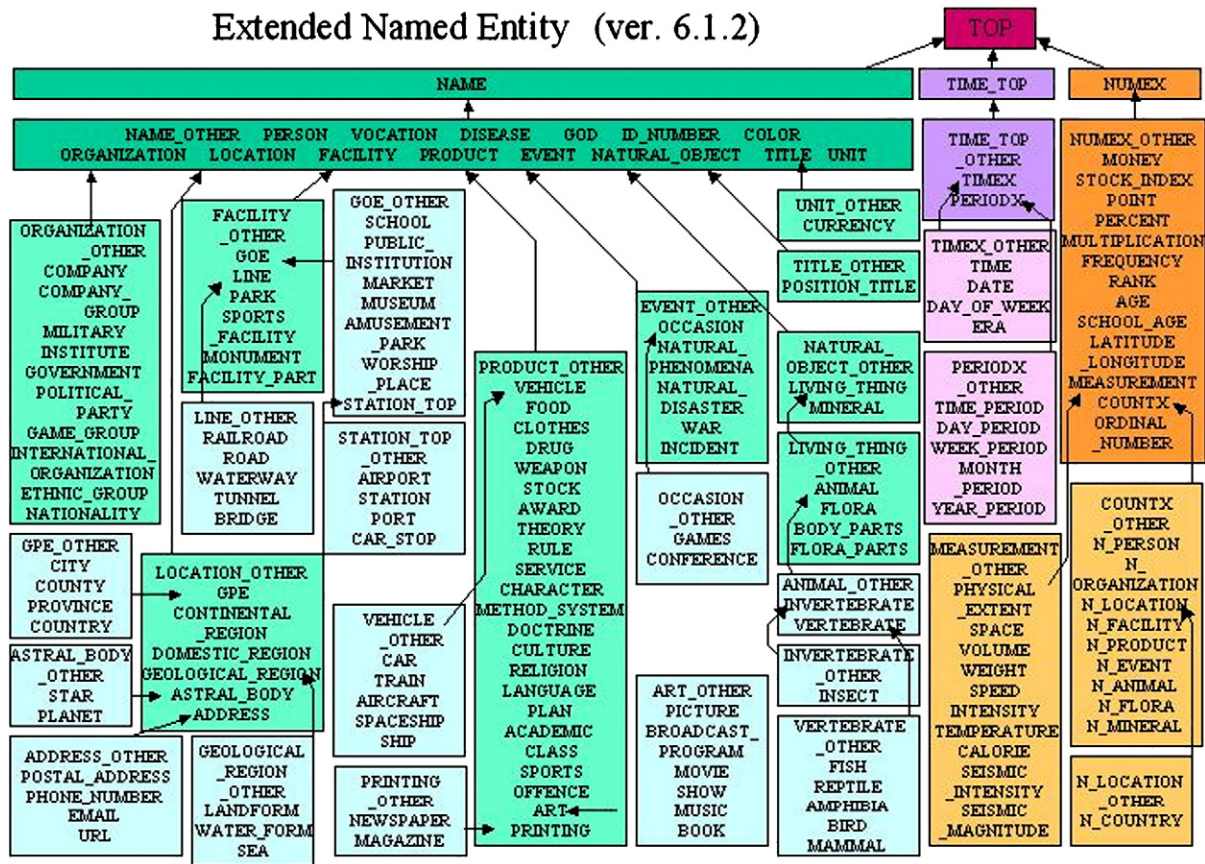 Extended Named Entity (ver. 6.1.2)
TOP
NAME
TIME_TOP
NUMEX
NAME_OTHER PERSON VOCATION DISEASE GOD ID_NUMBER COLOR
ORGANIZATION LOCATION FACILITY PRODUCT EVENT NATURAL_OBJECT TITLE UNIT
TIME_TOP
_OTHER
TIMEX
PERIODX
NUMEX_OTHER
MONEY
STOCK_INDEX
POINT
PERCENT
MULTIPLICATION
FREQUENCY
RANK
AGE
SCHOOL_AGE
LATITUDE
_LONGITUDE
MEASUREMENT
COUNTX
ORDINAL
_NUMBER
ORGANIZATION
_OTHER
COMPANY
COMPANY_
GROUP
MILITARY
INSTITUTE
GOVERNMENT
POLITICAL_
PARTY
GAME_GROUP
INTERNATIONAL_
ORGANIZATION
ETHNIC_GROUP
NATIONALITY
FACILITY
_OTHER
GOE
LINE
PARK
SPORTS
_FACILITY
MONUMENT
FACILITY_PART
GOE_OTHER
SCHOOL
PUBLIC_
INSTITUTION
MARKET
MUSEUM
AMUSEMENT
_PARK
WORSHIP
_PLACE
STATION_TOP
LINE_OTHER
RAILROAD
ROAD
WATERWAY
TUNNEL
BRIDGE
STATION_TOP
_OTHER
AIRPORT
STATION
PORT
CAR_STOP
GPE_OTHER
CITY
COUNTY
PROVINCE
COUNTRY
LOCATION_OTHER
GPE
CONTINENTAL
_REGION
DOMESTIC_REGION
GEOLOGICAL_REGION
ASTRAL_BODY
ADDRESS
ASTRAL_BODY
_OTHER
STAR
PLANET
ADDRESS_OTHER
POSTAL_ADDRESS
PHONE_NUMBER
EMAIL
URL
GEOLOGICAL
_REGION
_OTHER
LANDFORM
WATER_FORM
SEA
VEHICLE
_OTHER
CAR
TRAIN
AIRCRAFT
SPACESHIP
SHIP
PRINTING
_OTHER
NEWSPAPER
MAGAZINE
PRODUCT_OTHER
VEHICLE
FOOD
CLOTHES
DRUG
WEAPON
STOCK
AWARD
THEORY
RULE
SERVICE
CHARACTER
METHOD_SYSTEM
DOCTRINE
CULTURE
RELIGION
LANGUAGE
PLAN
ACADEMIC
CLASS
SPORTS
OFFENCE
ART
PRINTING
EVENT_OTHER
OCCASION
NATURAL_
PHENOMENA
NATURAL_
DISASTER
WAR
INCIDENT
OCCASION
_OTHER
GAMES
CONFERENCE
ART_OTHER
PICTURE
BROADCAST_
PROGRAM
MOVIE
SHOW
MUSIC
BOOK
UNIT_OTHER
CURRENCY
TITLE_OTHER
POSITION_TITLE
NATURAL_
OBJECT_OTHER
LIVING_THING
MINERAL
LIVING_THING
_OTHER
ANIMAL
FLORA
BODY_PARTS
FLORA_PARTS
ANIMAL_OTHER
INVERTEBRATE
VERTEBRATE
INVERTEBRATE
_OTHER
INSECT
VERTEBRATE
_OTHER
FISH
REPTILE
AMPHIBIA
BIRD
MAMMAL
TIMEX_OTHER
TIME
DATE
DAY_OF_WEEK
ERA
PERIODX
_OTHER
TIME_PERIOD
DAY_PERIOD
WEEK_PERIOD
MONTH
_PERIOD
YEAR_PERIOD
MEASUREMENT
_OTHER
PHYSICAL
_EXTENT
SPACE
VOLUME
WEIGHT
SPEED
INTENSITY
TEMPERATURE
CALORIE
SEISMIC
_INTENSITY
SEISMIC
_MAGNITUDE
COUNTX
_OTHER
N_PERSON
N_
ORGANIZATION
N_LOCATION
N_FACILITY
N_PRODUCT
N_EVENT
N_ANIMAL
N_FLORA
N_MINERAL
N_LOCATION
_OTHER
N_COUNTRY